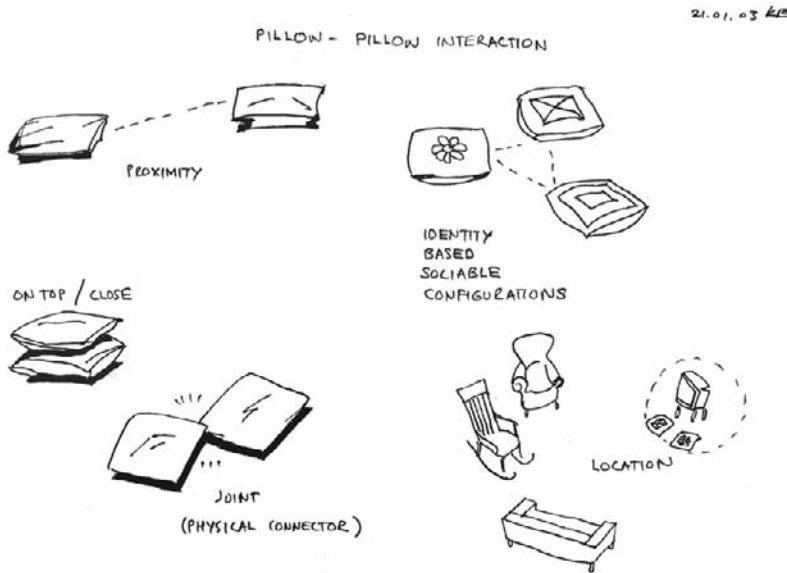 21.01.03
PILLOW - PILLOW INTERACTION
PROXIMITY
IDENTITY
BASED
SOCIABLE
CONFIGURATIONS
ON TOP / CLOSE
JOINT
(PHYSICAL CONNECTOR)
LOCATION